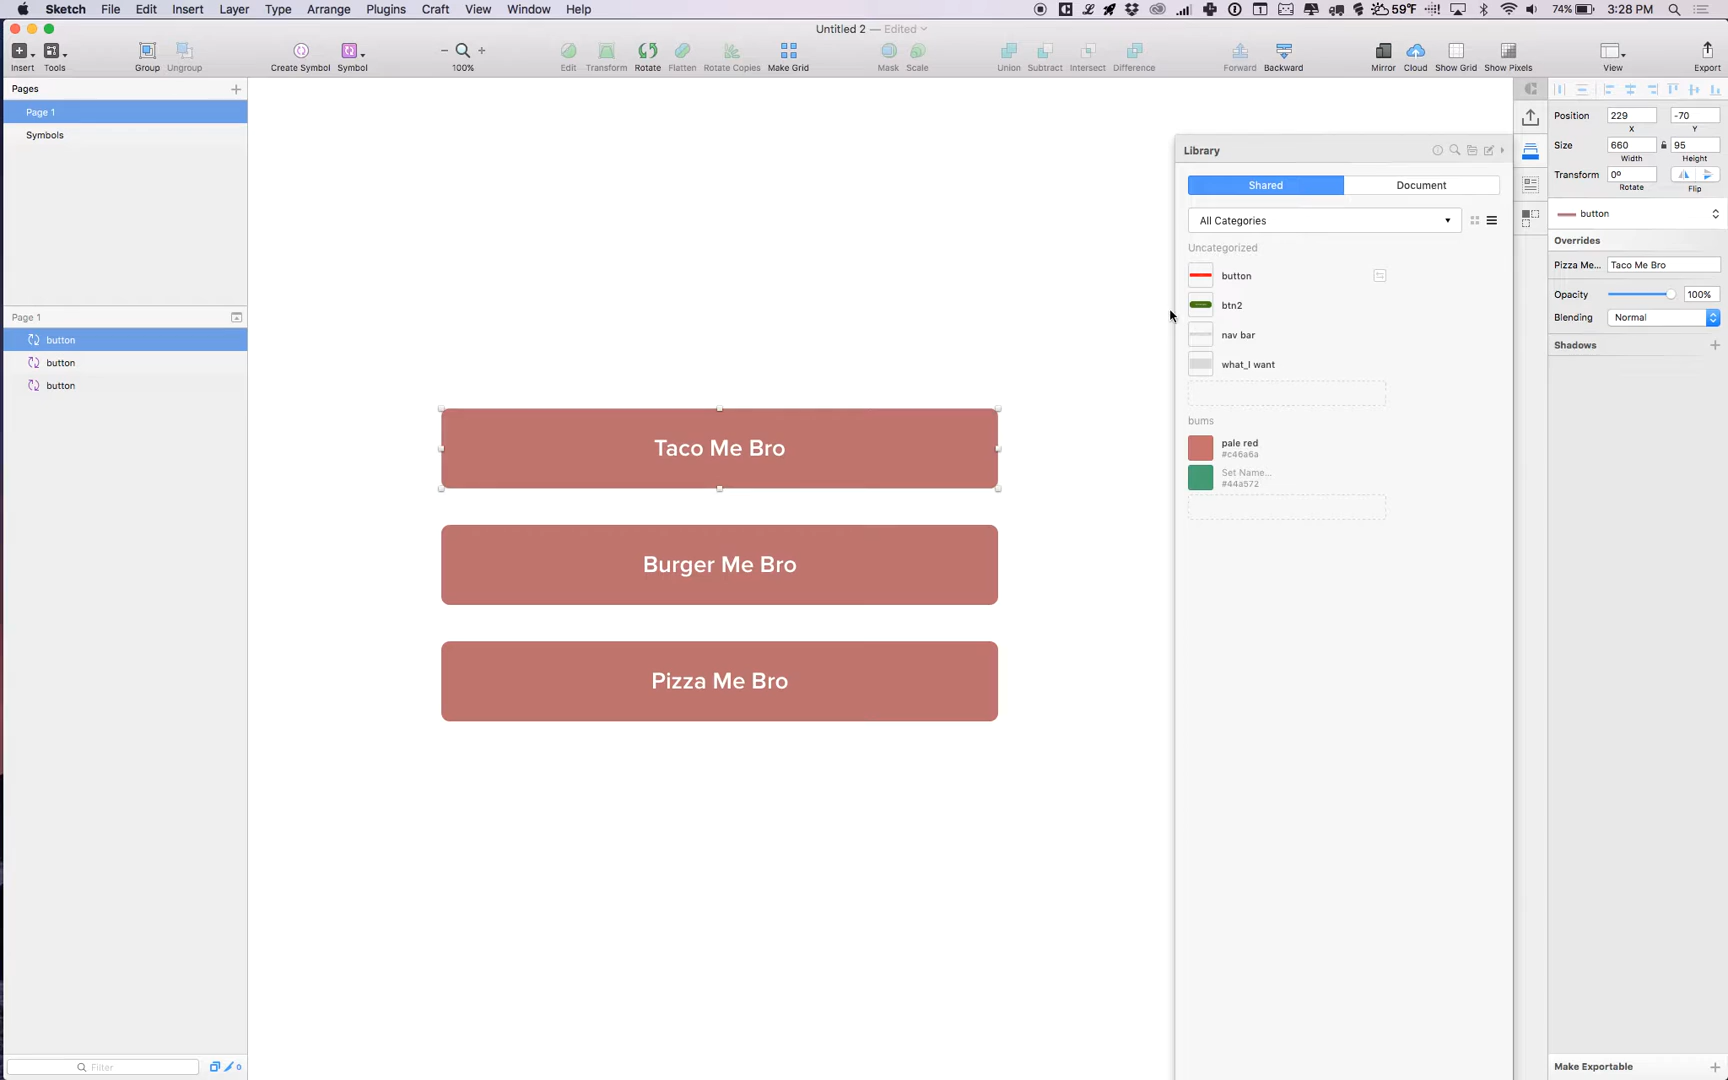 Sketch File Edit Insert Layer Type Arrange Plugins Craft View Window Help 59°F 74% 3:28 PM
Untitled 2 — Edited
Insert Tools Group Ungroup Create Symbol Symbol 100% Edit Transform Rotate Flatten Rotate Copies Make Grid Mask Scale Union Subtract Intersect Difference Forward Backward Mirror Cloud Show Grid Show Pixels View Export
Pages
Page 1
Symbols
Page 1
button
button
button
Filter
0
Taco Me Bro
Burger Me Bro
Pizza Me Bro
Library
Shared Document
All Categories
Uncategorized
button
btn2
nav bar
what_I want
bums
pale red
#c46a6a
Set Name...
#44a572
Position 229 -70
X Y
Size 660 95
Width Height
Transform 0º
Rotate Flip
button
Overrides
Pizza Me... Taco Me Bro
Opacity 100%
Blending Normal
Shadows
Make Exportable